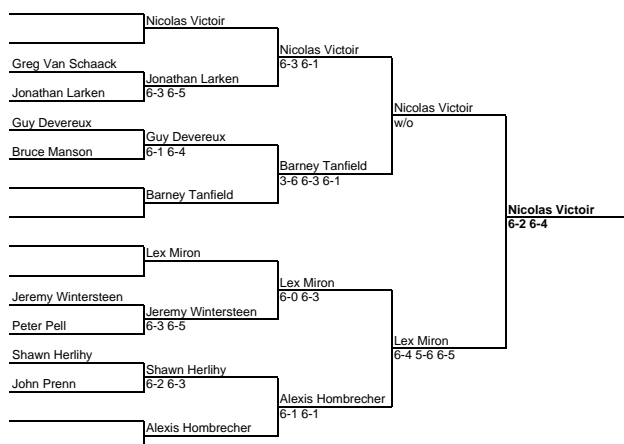 Nicolas Victoir
Nicolas Victoir
6-3 6-1
Greg Van Schaack
Jonathan Larken
6-3 6-5
Jonathan Larken
Nicolas Victoir
w/o
Guy Devereux
Guy Devereux
6-1 6-4
Bruce Manson
Barney Tanfield
3-6 6-3 6-1
Barney Tanfield
Nicolas Victoir
6-2 6-4
Lex Miron
Lex Miron
6-0 6-3
Jeremy Wintersteen
Jeremy Wintersteen
6-3 6-5
Peter Pell
Lex Miron
6-4 5-6 6-5
Shawn Herlihy
Shawn Herlihy
6-2 6-3
John Prenn
Alexis Hombrecher
6-1 6-1
Alexis Hombrecher